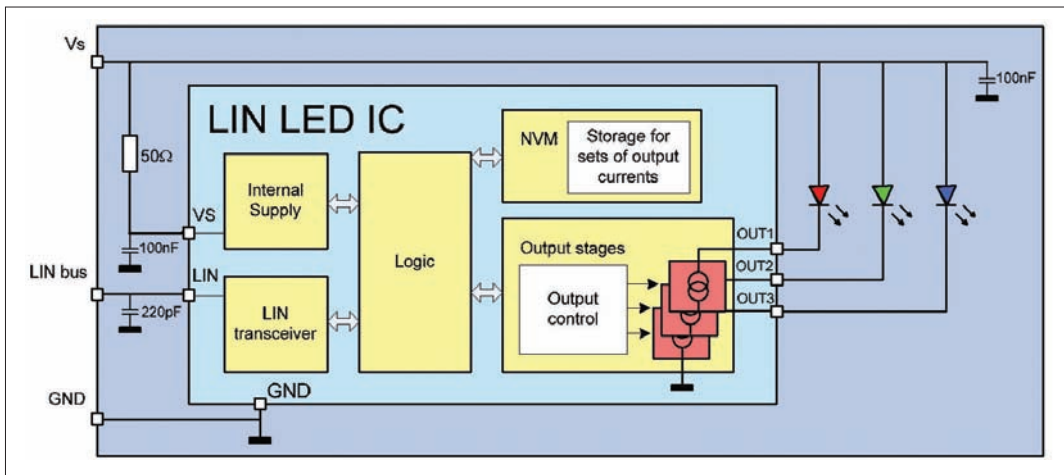 Vs
100nF
LIN LED IC
NVM
Storage for
sets of output
currents
50Ω
Internal
Supply
VS
100nF
Logic
Output stages
OUT1
OUT2
OUT3
Output
control
LIN bus
LIN
220pF
LIN
transceiver
GND
GND